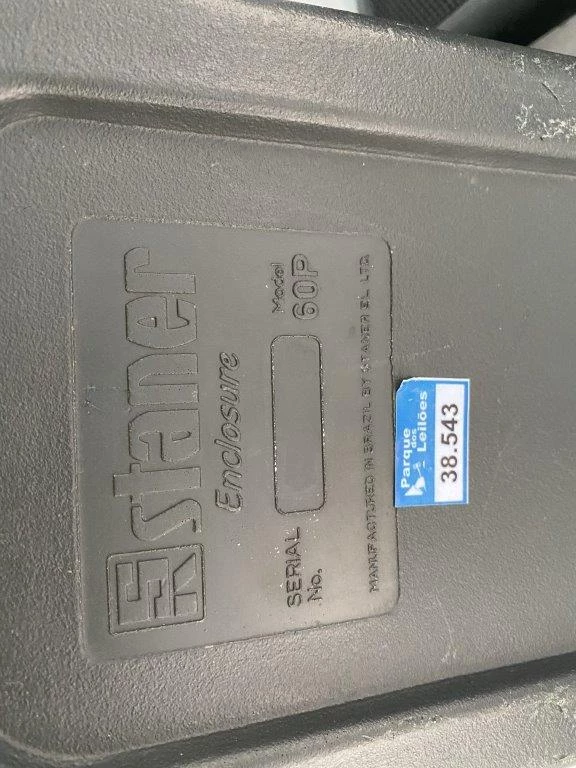 staner
Enclosure
SERIAL
No.
Model
60P
MANUFACTURED IN BRAZIL BY STANER EL. LTD.
Parque
dos
Leilões
38.543